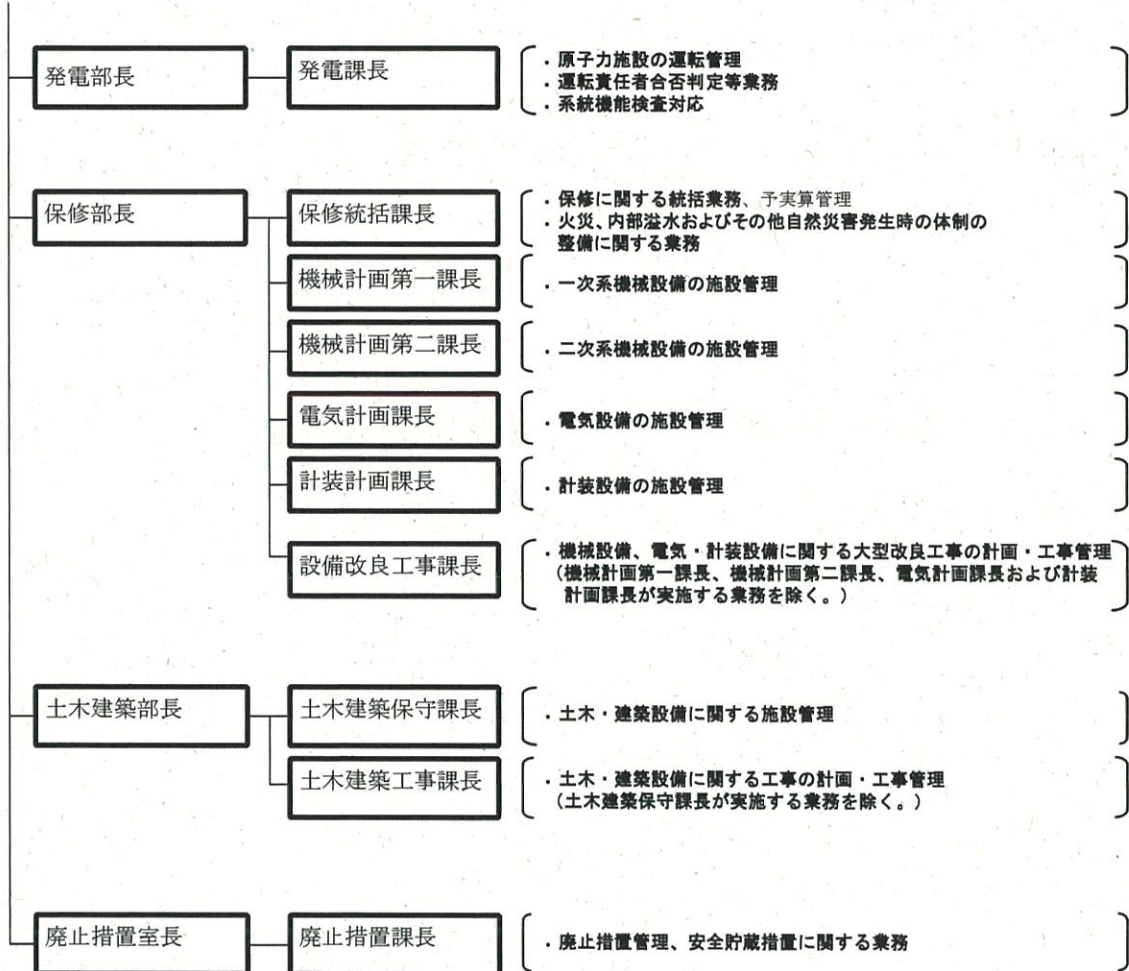 発電部長
発電課長
・原子力施設の運転管理
・運転責任者合否判定等業務
・系統機能検査対応
保修部長
保修統括課長
・保修に関する統括業務、予実算管理
・火災、内部溢水およびその他自然災害発生時の体制の
整備に関する業務
機械計画第一課長
・一次系機械設備の施設管理
機械計画第二課長
・二次系機械設備の施設管理
電気計画課長
・電気設備の施設管理
計装計画課長
・計装設備の施設管理
設備改良工事課長
・機械設備、電気・計装設備に関する大型改良工事の計画・工事管理
(機械計画第一課長、機械計画第二課長、電気計画課長および計装
計画課長が実施する業務を除く。)
土木建築部長
土木建築保守課長
・土木・建築設備に関する施設管理
土木建築工事課長
・土木・建築設備に関する工事の計画・工事管理
(土木建築保守課長が実施する業務を除く。)
廃止措置室長
廃止措置課長
・廃止措置管理、安全貯蔵措置に関する業務